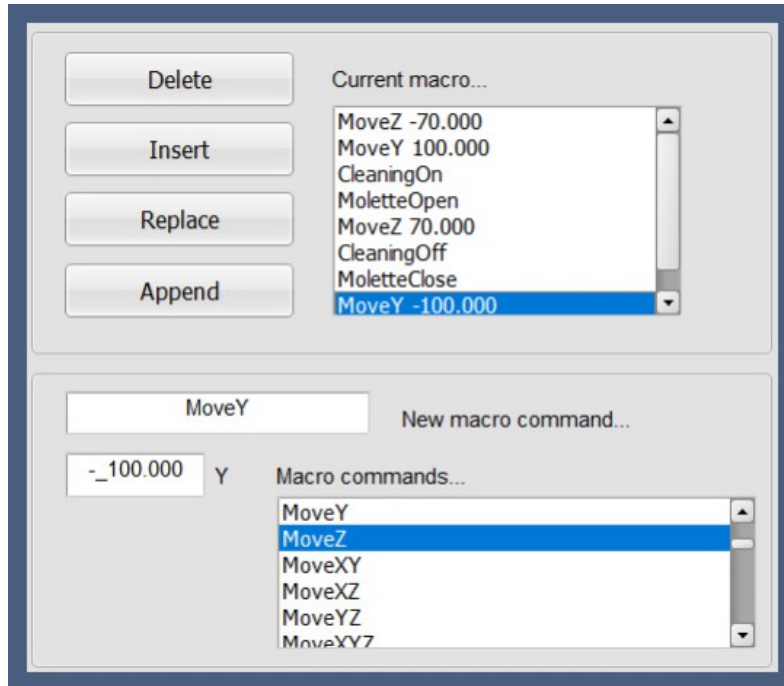 Delete
Insert
Replace
Append
Current macro...
MoveZ -70.000
MoveY 100.000
CleaningOn
MoletteOpen
MoveZ 70.000
CleaningOff
MoletteClose
MoveY -100.000
MoveY
New macro command...
-_100.000 Y
Macro commands...
MoveY
MoveZ
MoveXY
MoveXZ
MoveYZ
MoveXYZ